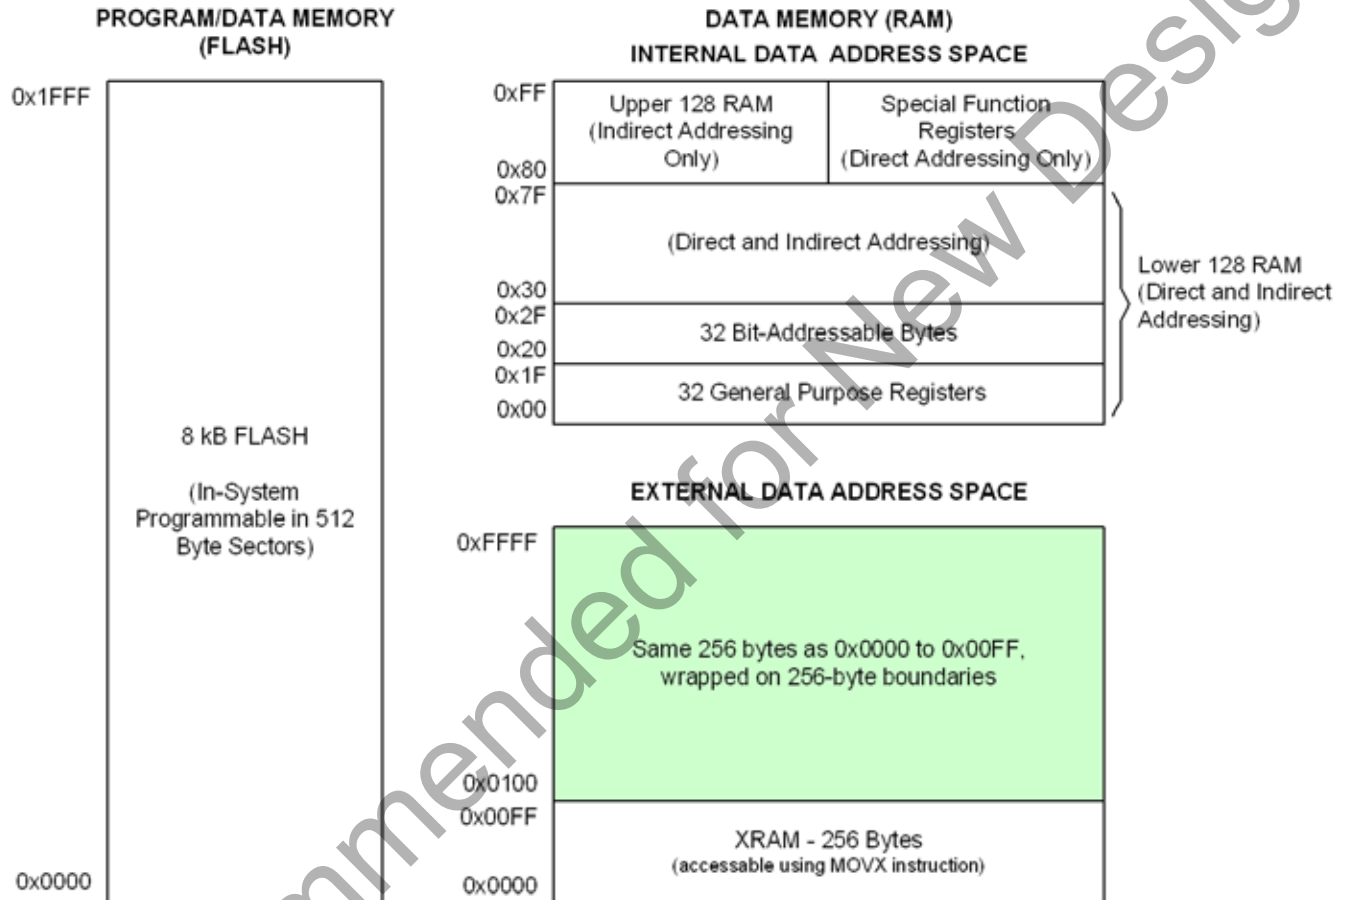 PROGRAM/DATA MEMORY
(FLASH)
0x1FFF
8 kB FLASH
(In-System
Programmable in 512
Byte Sectors)
0x0000
DATA MEMORY (RAM)
INTERNAL DATA ADDRESS SPACE
0xFF
Upper 128 RAM
(Indirect Addressing
Only)
Special Function
Registers
(Direct Addressing Only)
0x80
0x7F
(Direct and Indirect Addressing)
0x30
0x2F
32 Bit-Addressable Bytes
0x20
0x1F
32 General Purpose Registers
0x00
Lower 128 RAM
(Direct and Indirect
Addressing)
EXTERNAL DATA ADDRESS SPACE
0xFFFF
Same 256 bytes as 0x0000 to 0x00FF,
wrapped on 256-byte boundaries
0x0100
0x00FF
XRAM - 256 Bytes
(accessable using MOVX instruction)
0x0000
mmended for New Desig